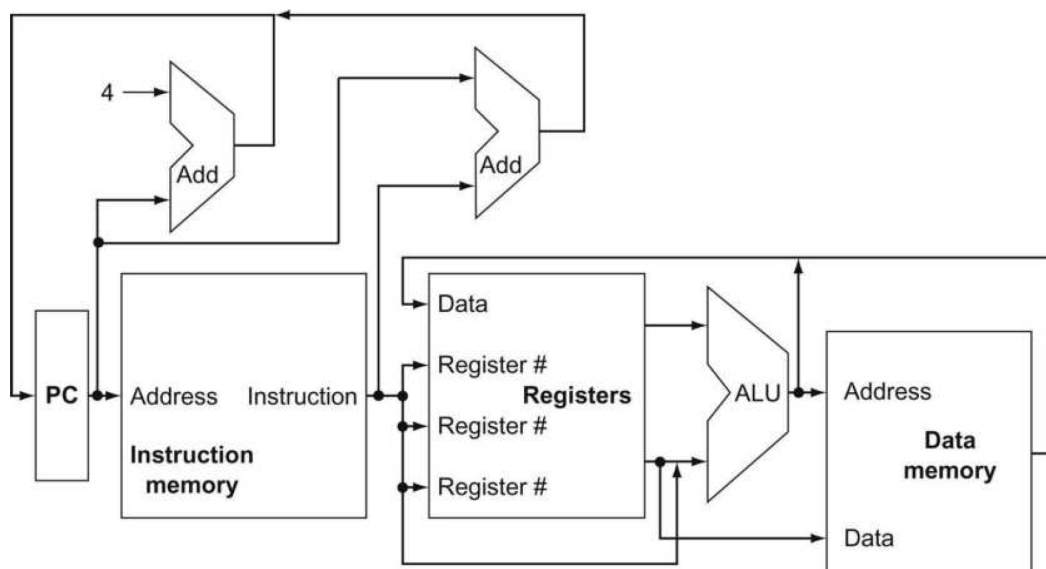 4
Add
Add
Data
Register #
PC
Address
Instruction
Registers
ALU
Address
Register #
Instruction
memory
Data
memory
Register #
Data